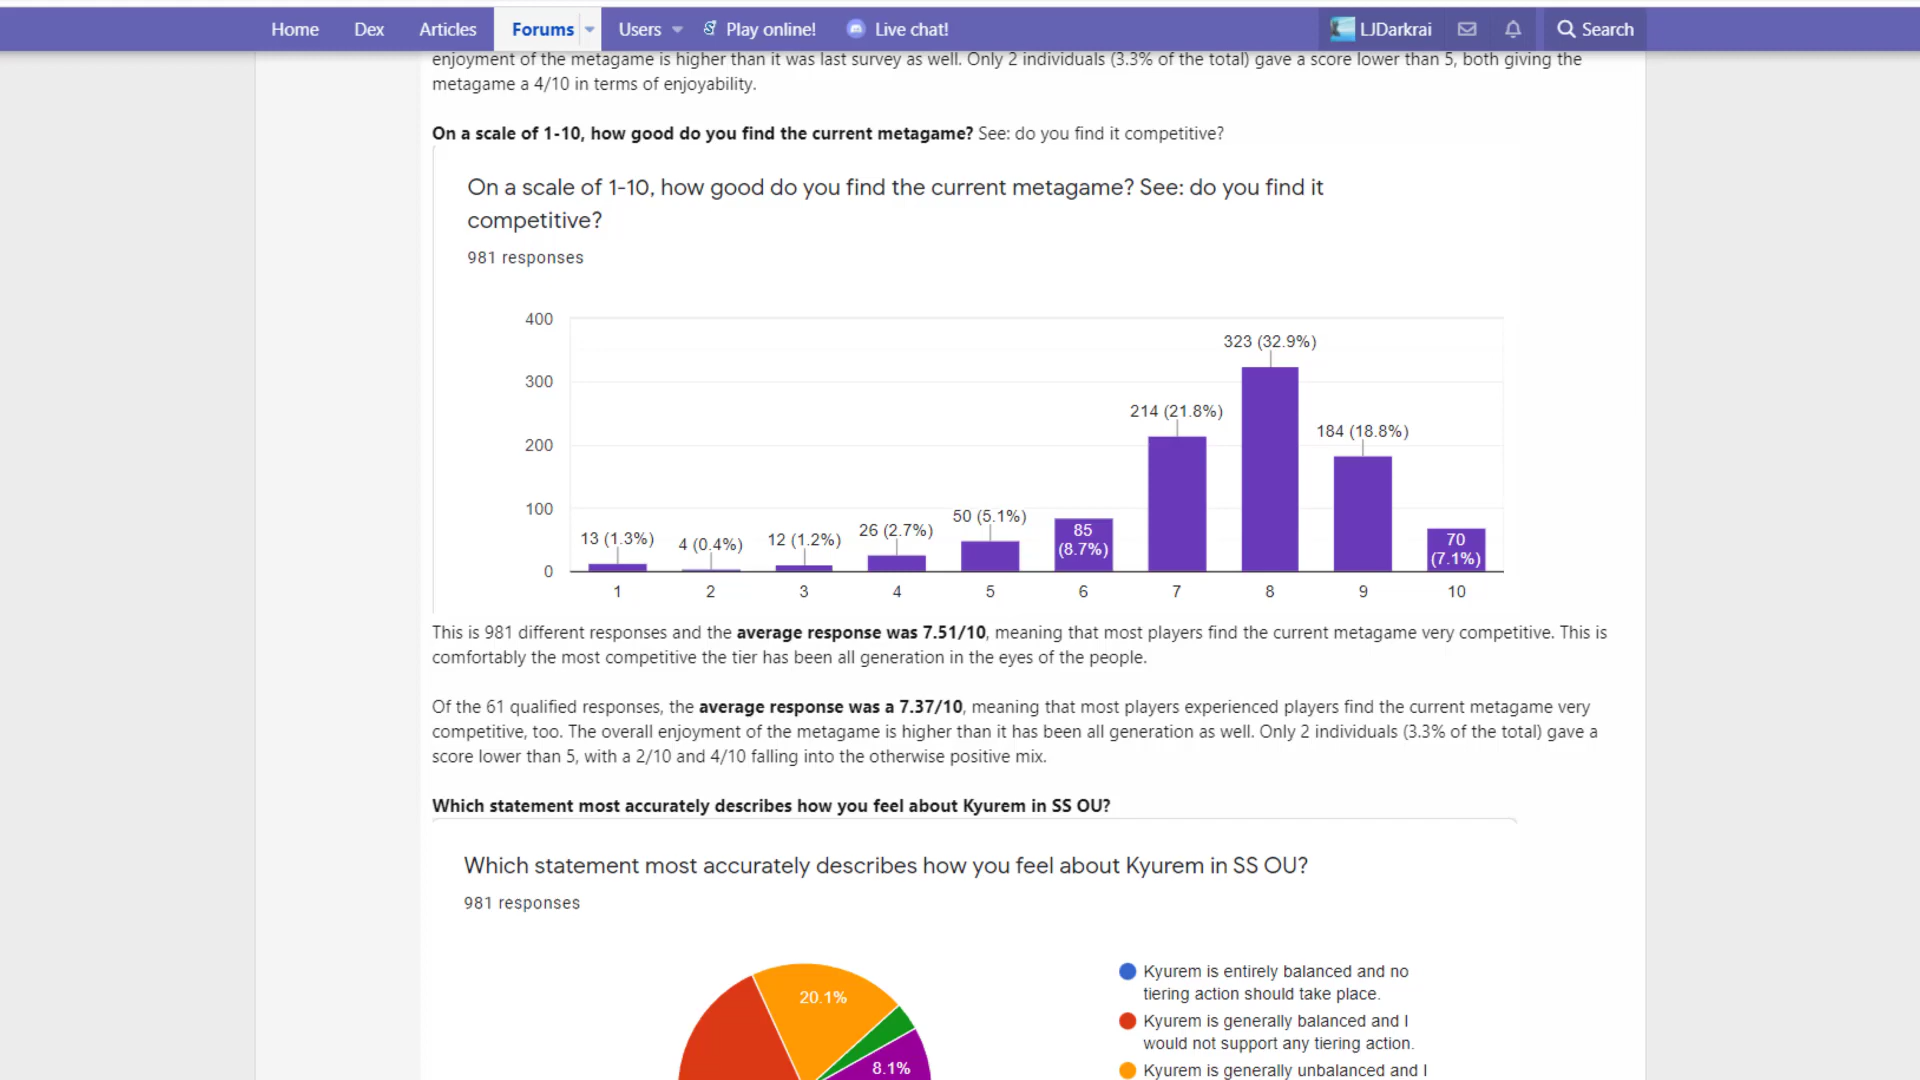 Home Dex Articles Forums Users Play online! Live chat! LJDarkrai Search
enjoyment of the metagame is higher than it was last survey as well. Only 2 individuals (3.3% of the total) gave a score lower than 5, both giving the
metagame a 4/10 in terms of enjoyability.
On a scale of 1-10, how good do you find the current metagame? See: do you find it competitive?
On a scale of 1-10, how good do you find the current metagame? See: do you find it
competitive?
981 responses
400
300
200
100
0
13 (1.3%)
4 (0.4%)
12 (1.2%)
26 (2.7%)
50 (5.1%)
85
(8.7%)
214 (21.8%)
323 (32.9%)
184 (18.8%)
70
(7.1%)
1 2 3 4 5 6 7 8 9 10
This is 981 different responses and the average response was 7.51/10, meaning that most players find the current metagame very competitive. This is
comfortably the most competitive the tier has been all generation in the eyes of the people.
Of the 61 qualified responses, the average response was a 7.37/10, meaning that most players experienced players find the current metagame very
competitive, too. The overall enjoyment of the metagame is higher than it has been all generation as well. Only 2 individuals (3.3% of the total) gave a
score lower than 5, with a 2/10 and 4/10 falling into the otherwise positive mix.
Which statement most accurately describes how you feel about Kyurem in SS OU?
Which statement most accurately describes how you feel about Kyurem in SS OU?
981 responses
20.1%
8.1%
Kyurem is entirely balanced and no
tiering action should take place.
Kyurem is generally balanced and I
would not support any tiering action.
Kyurem is generally unbalanced and I